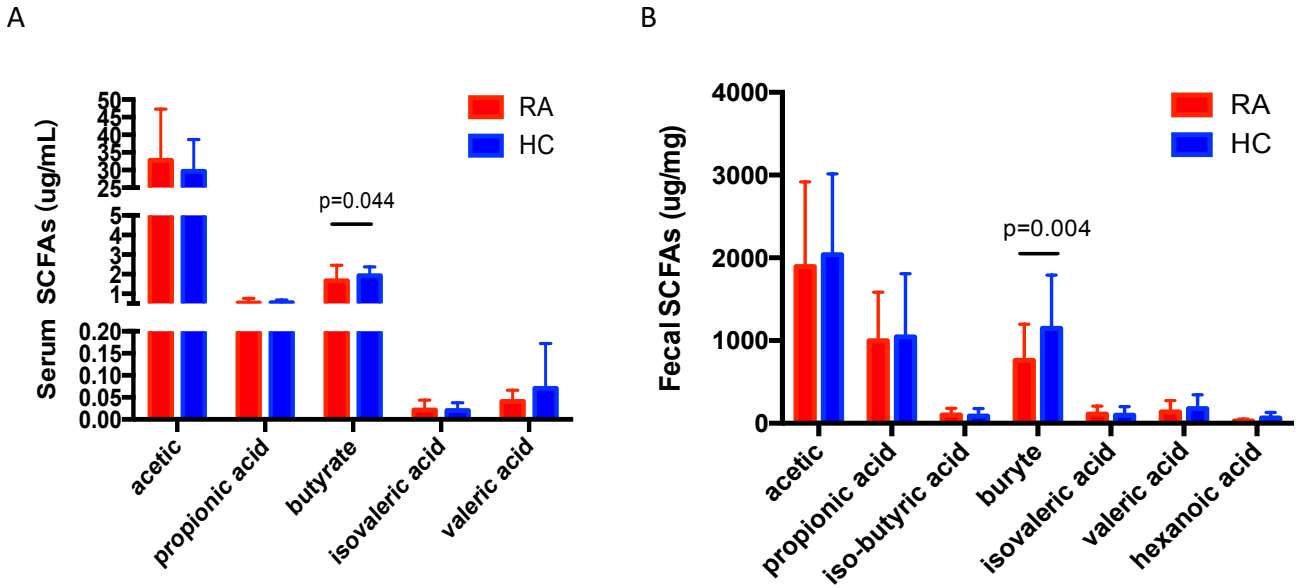 A
Serum SCFAs (ug/mL)
50
45
40
35
30
25
5
4
3
2
1
0.20
0.15
0.10
0.05
0.00
RA
HC
p=0.044
acetic
propionic acid
butyrate
isovaleric acid
valeric acid
B
Fecal SCFAs (ug/mg)
4000
3000
2000
1000
0
RA
HC
p=0.004
acetic
propionic acid
iso-butyric acid
buryte
isovaleric acid
valeric acid
hexanoic acid